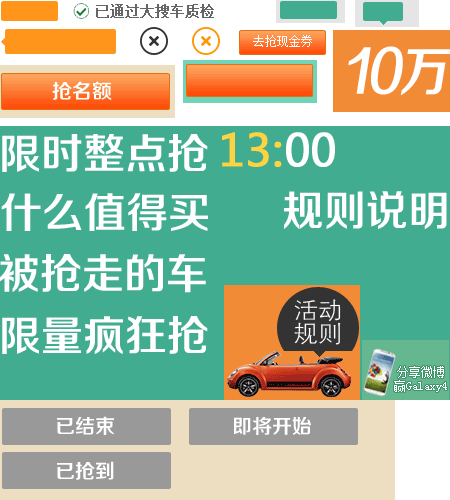 已通过大搜车质检
去抢现金券
抢名额
10万
限时整点抢 13:00
什么值得买
规则说明
被抢走的车
限量疯狂抢
活动
规则
分享微博
赢Galaxy4
已结束
即将开始
已抢到